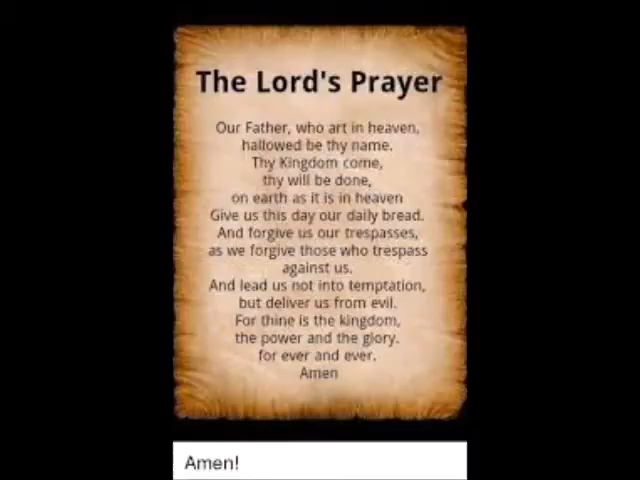 The Lord's Prayer
Our Father, who art in heaven,
hallowed be thy name.
Thy Kingdom come,
thy will be done,
on earth as it is in heaven
Give us this day our daily bread.
And forgive us our trespasses,
as we forgive those who trespass
against us.
And lead us not into temptation,
but deliver us from evil.
For thine is the kingdom,
the power and the glory.
for ever and ever.
Amen
Amen!